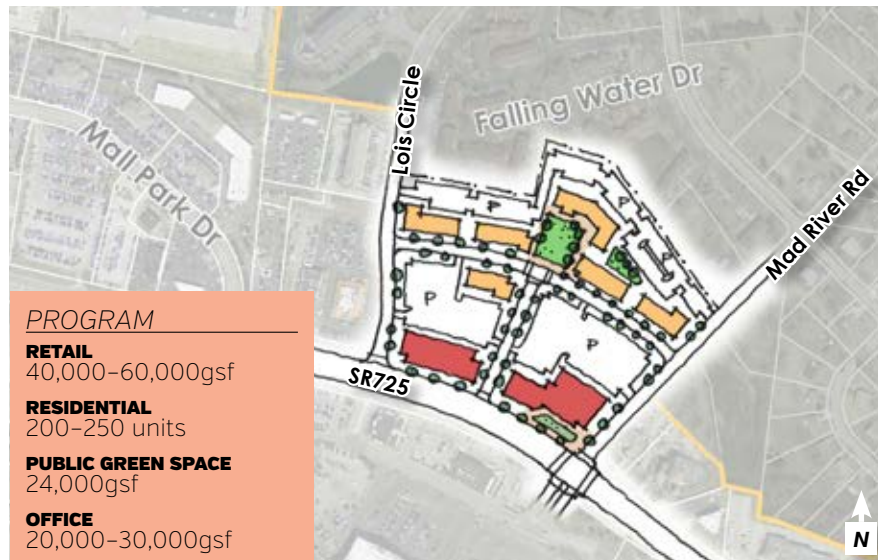 Lois Circle
Falling Water Dr
Mall Park Dr
Mad River Rd
P
P
P
P
P
SR725
PROGRAM
RETAIL
40,000–60,000gsf
RESIDENTIAL
200–250 units
PUBLIC GREEN SPACE
24,000gsf
OFFICE
20,000–30,000gsf
N